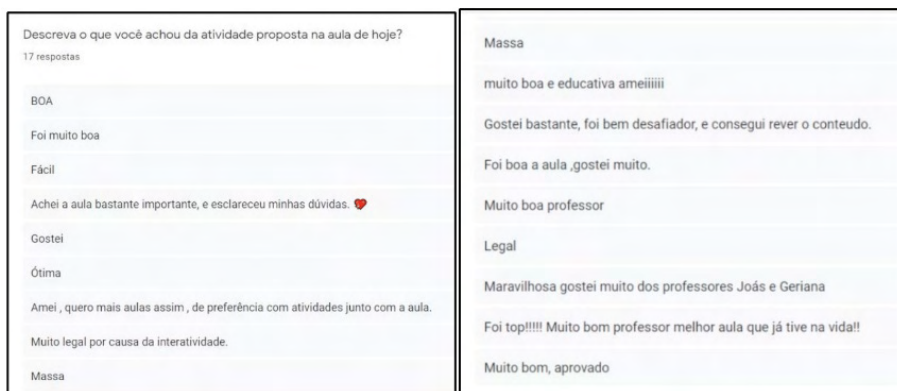 Descreva o que você achou da atividade proposta na aula de hoje?
17 respostas
BOA
Foi muito boa
Fácil
Achei a aula bastante importante, e esclareceu minhas dúvidas. 💖
Gostei
Ótima
Amei , quero mais aulas assim , de preferência com atividades junto com a aula.
Muito legal por causa da interatividade.
Massa
Massa
muito boa e educativa ameiiiiii
Gostei bastante, foi bem desafiador, e consegui rever o conteudo.
Foi boa a aula ,gostei muito.
Muito boa professor
Legal
Maravilhosa gostei muito dos professores Joás e Geriana
Foi top!!!!! Muito bom professor melhor aula que já tive na vida!!
Muito bom, aprovado